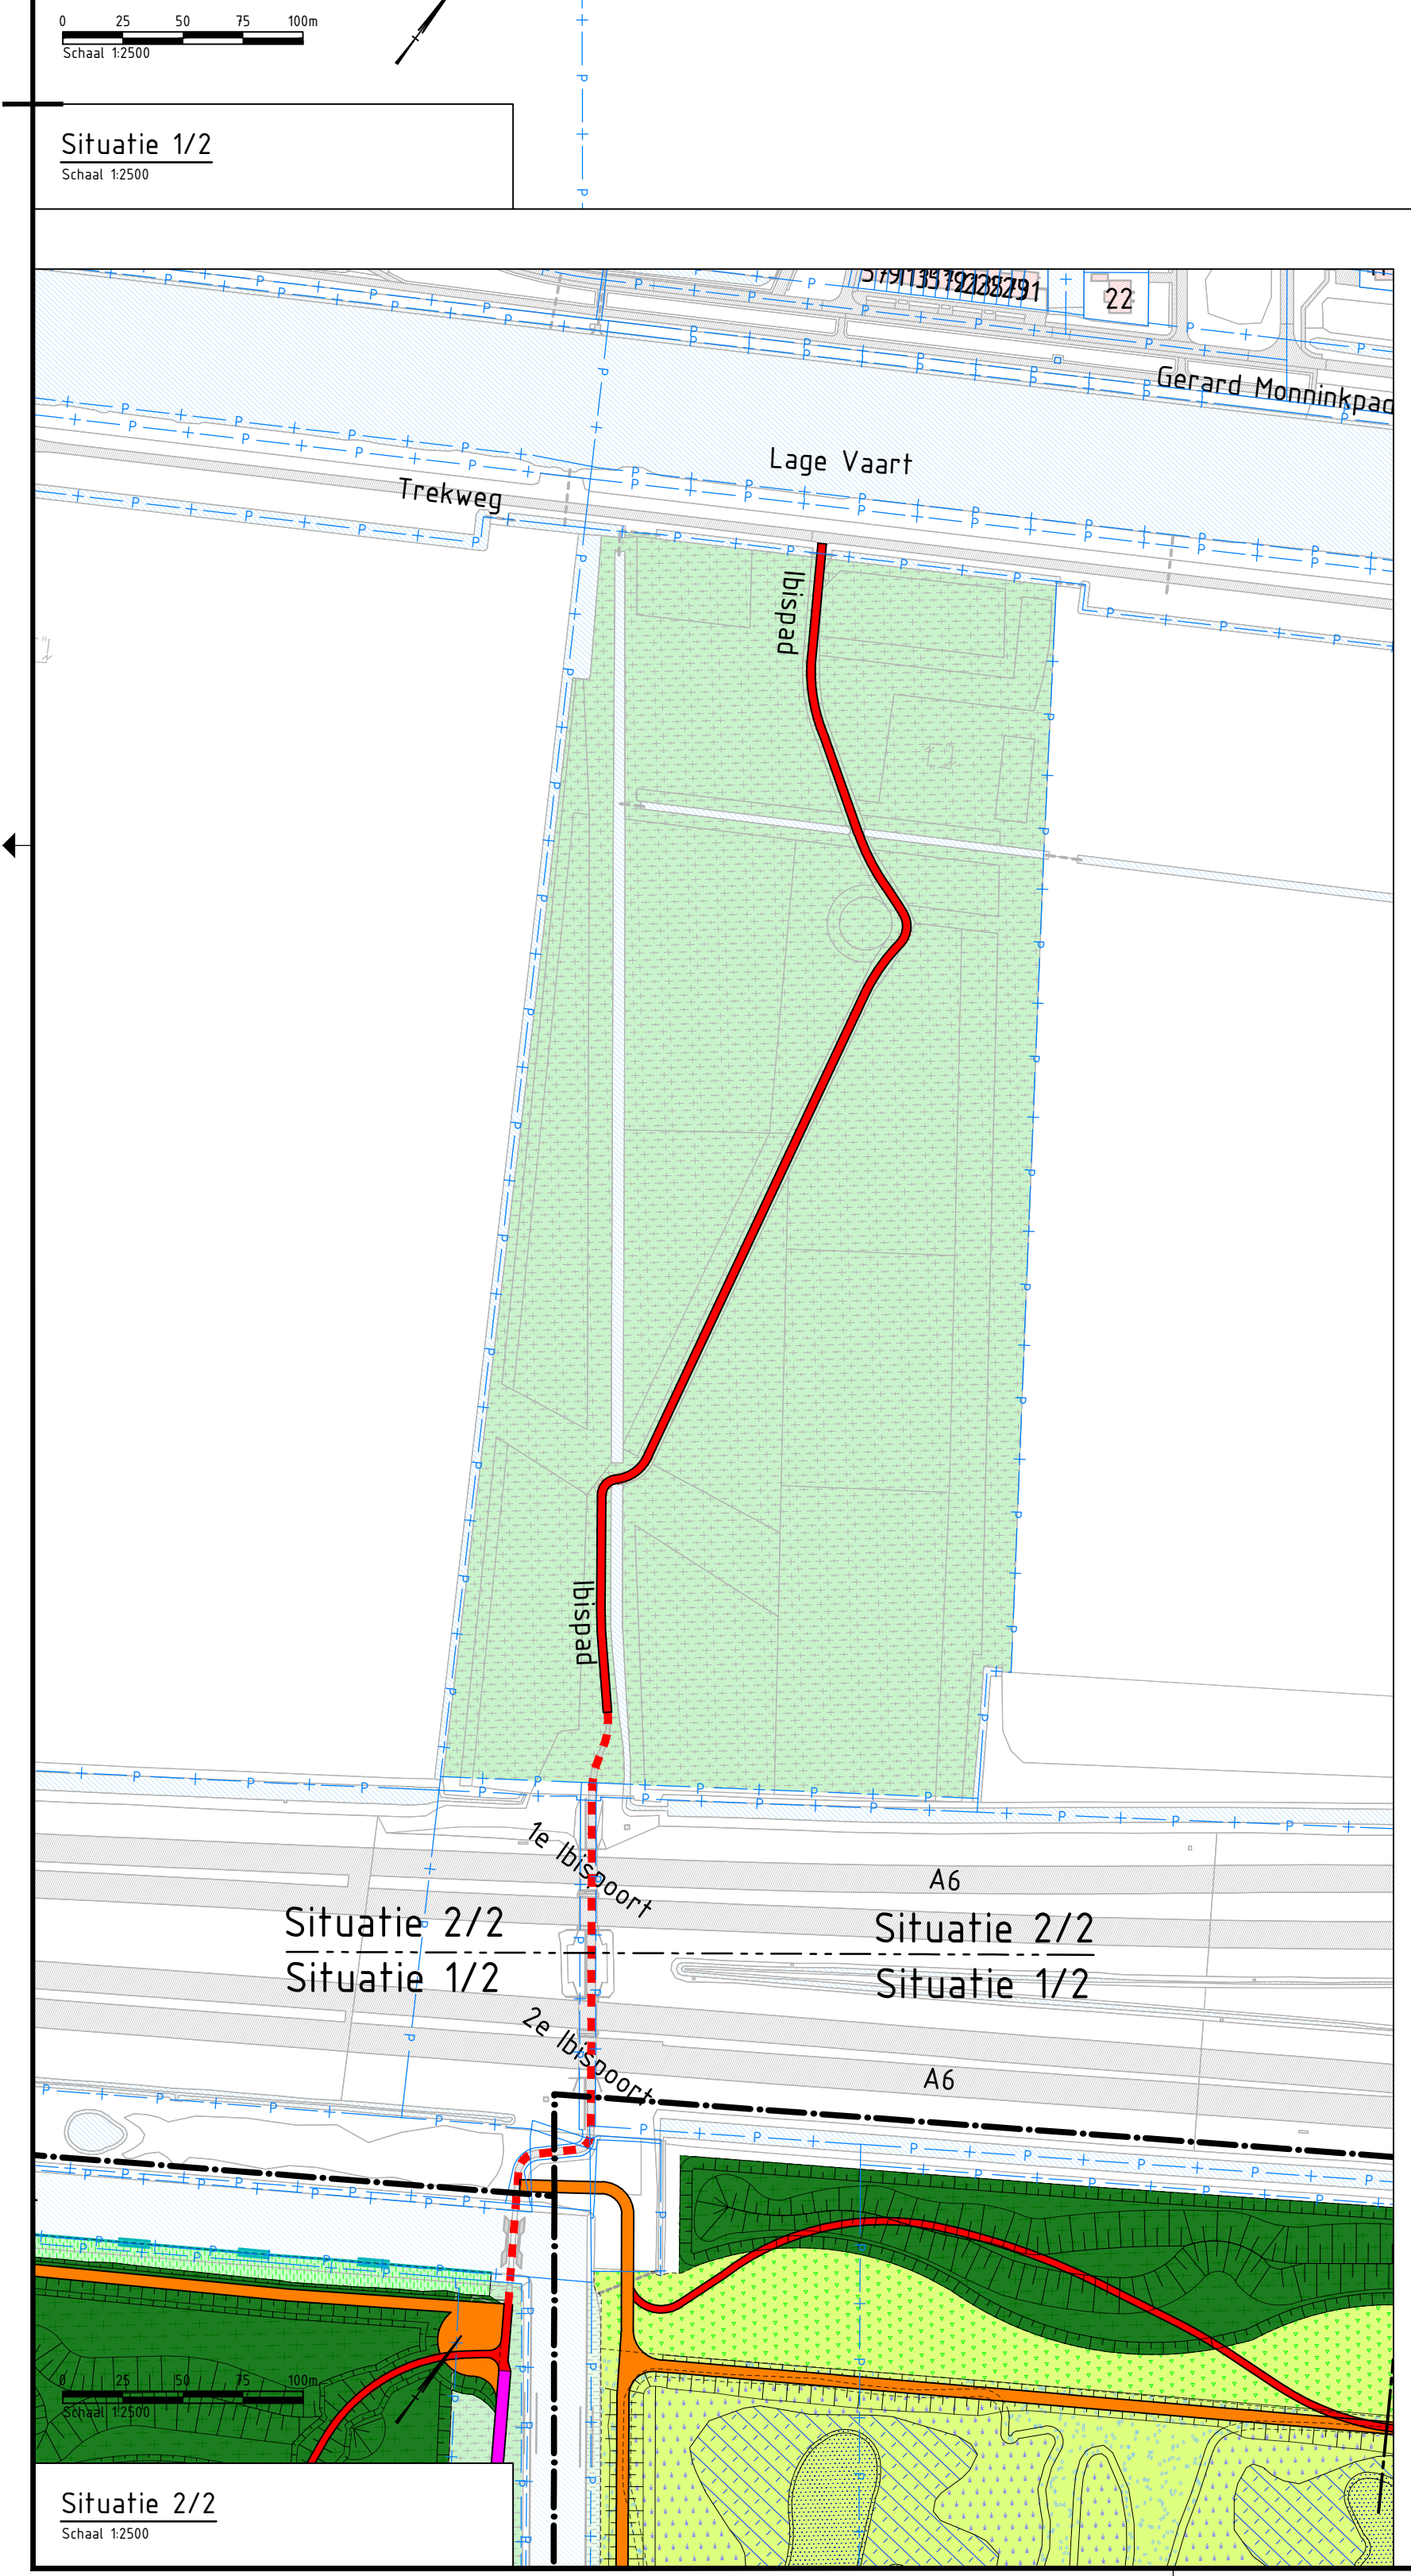 0 25 50 75 100m
Schaal 1:2500
Situatie 1/2
Schaal 1:2500
22
Gerard Monninkpad
Lage Vaart
Trekweg
Ibispad
Ibispad
1e Ibispoort
A6
Situatie 2/2
Situatie 2/2
Situatie 1/2
Situatie 1/2
2e Ibispoort
A6
0 25 50 75 100m
Schaal 1:2500
Situatie 2/2
Schaal 1:2500